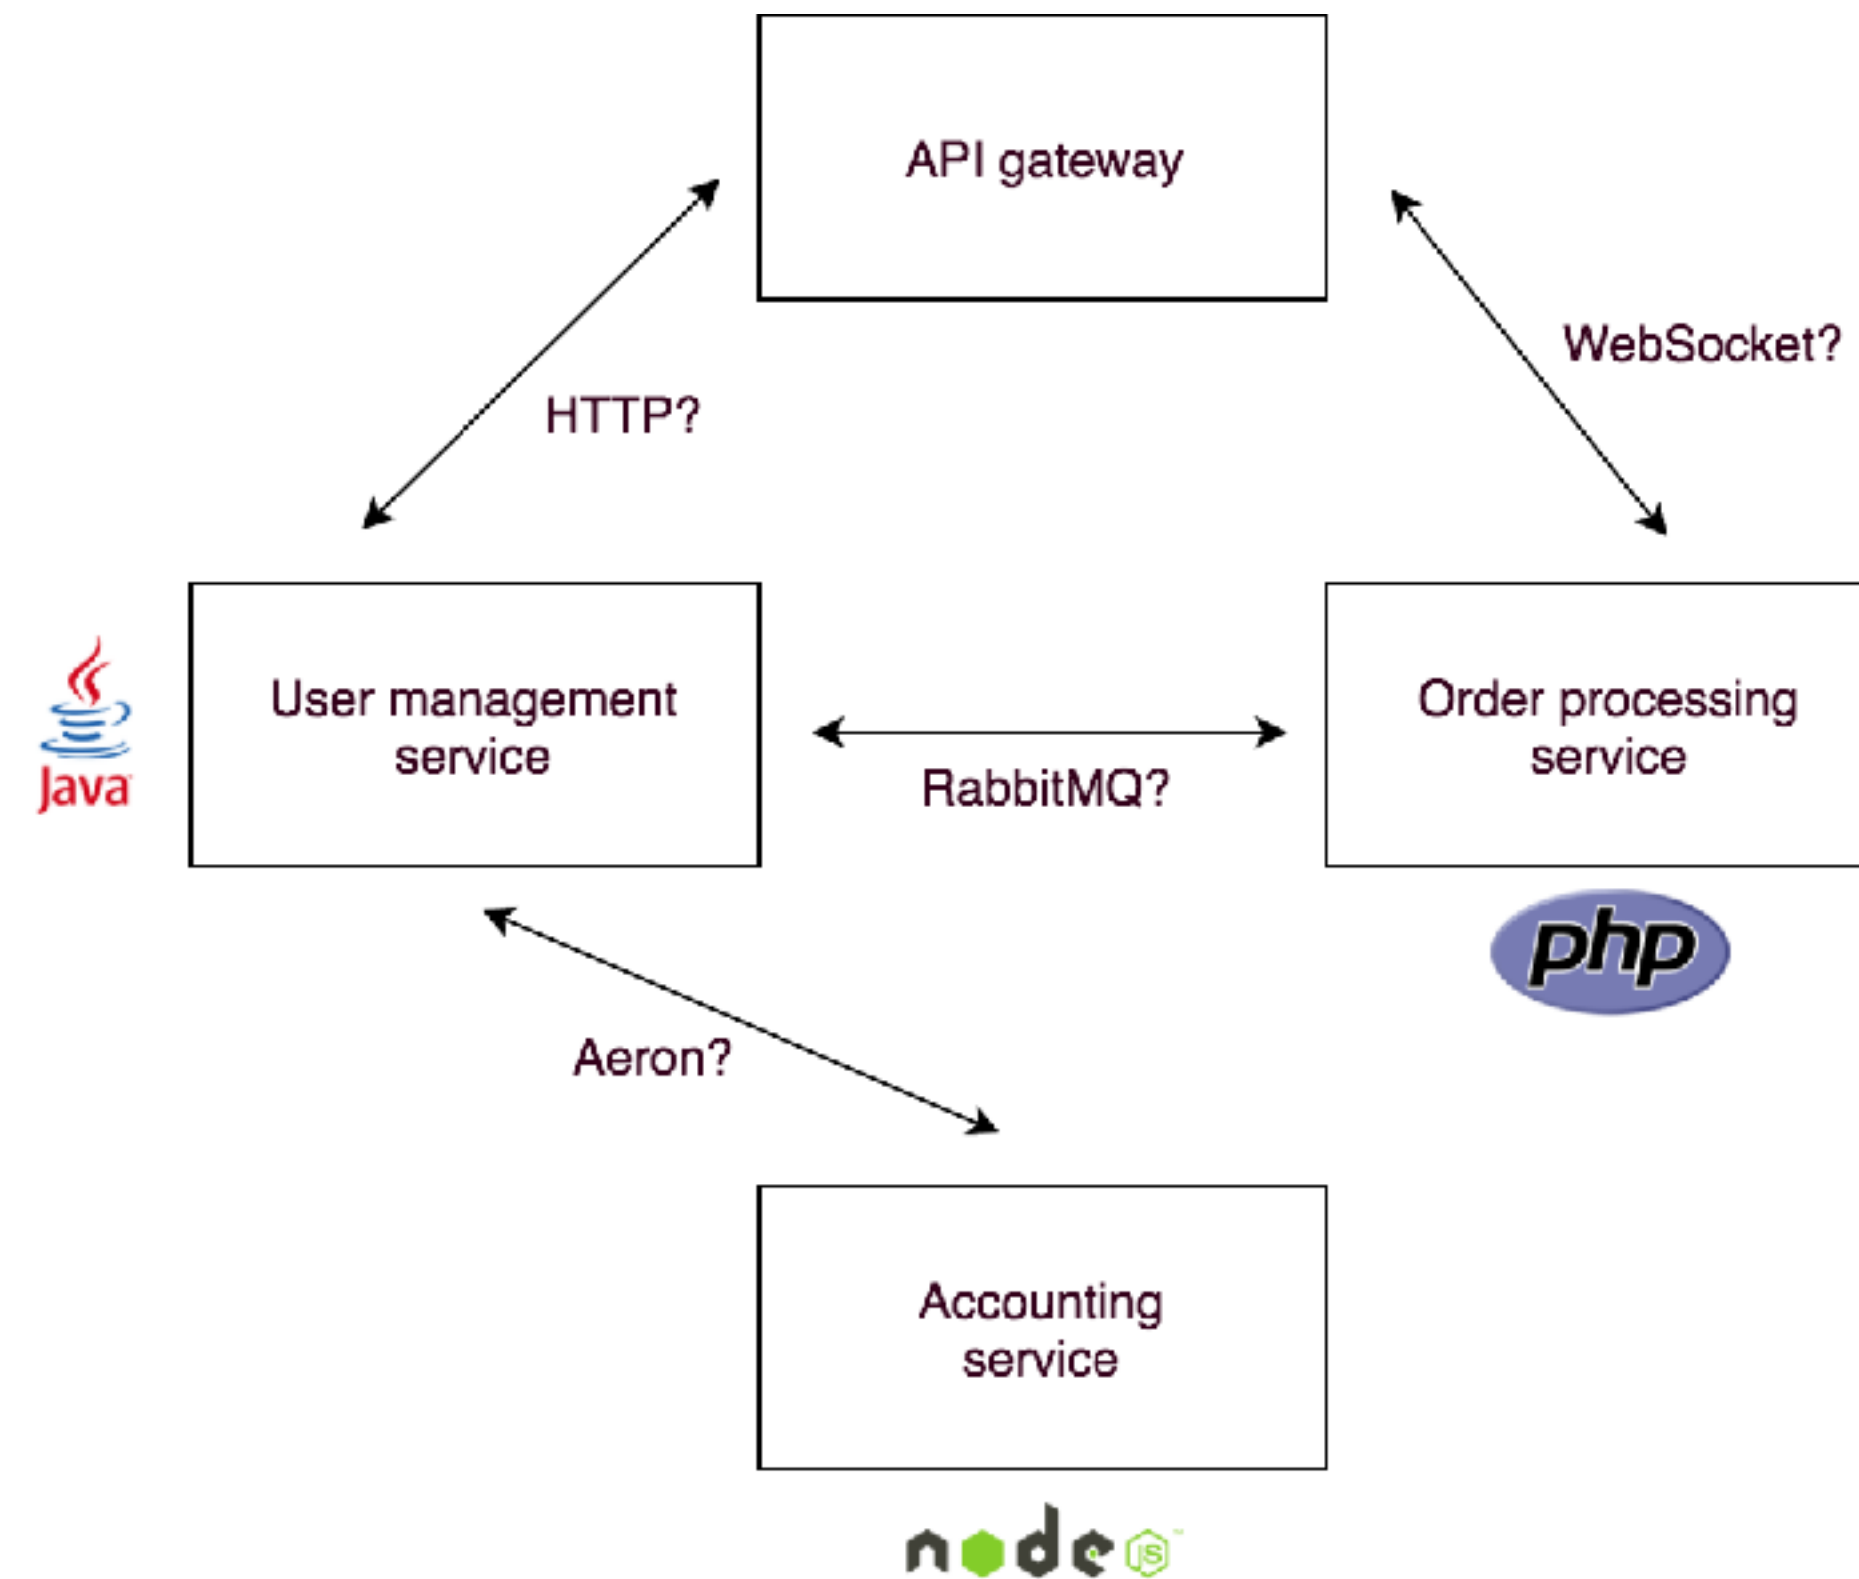 API gateway
WebSocket?
HTTP?
User management
service
Order processing
service
RabbitMQ?
Java
php
Aeron?
Accounting
service
node
JS